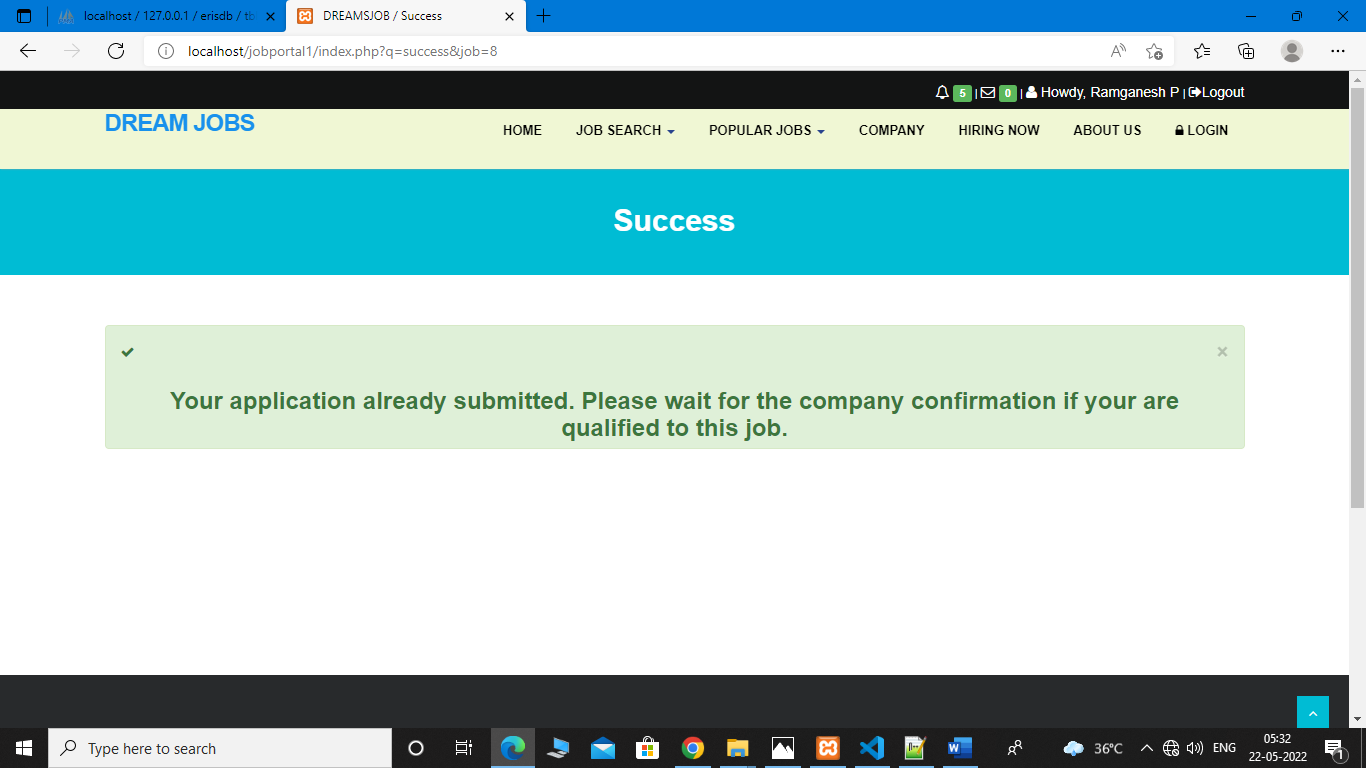 localhost / 127.0.0.1 / erisdb / tb
DREAMSJOB / Success
localhost/jobportal1/index.php?q=success&job=8
5 | 0 | Howdy, Ramganesh P | Logout
DREAM JOBS
HOME JOB SEARCH POPULAR JOBS COMPANY HIRING NOW ABOUT US LOGIN
Success
Your application already submitted. Please wait for the company confirmation if your are
qualified to this job.
Type here to search
36°C
ENG
05:32
22-05-2022
1